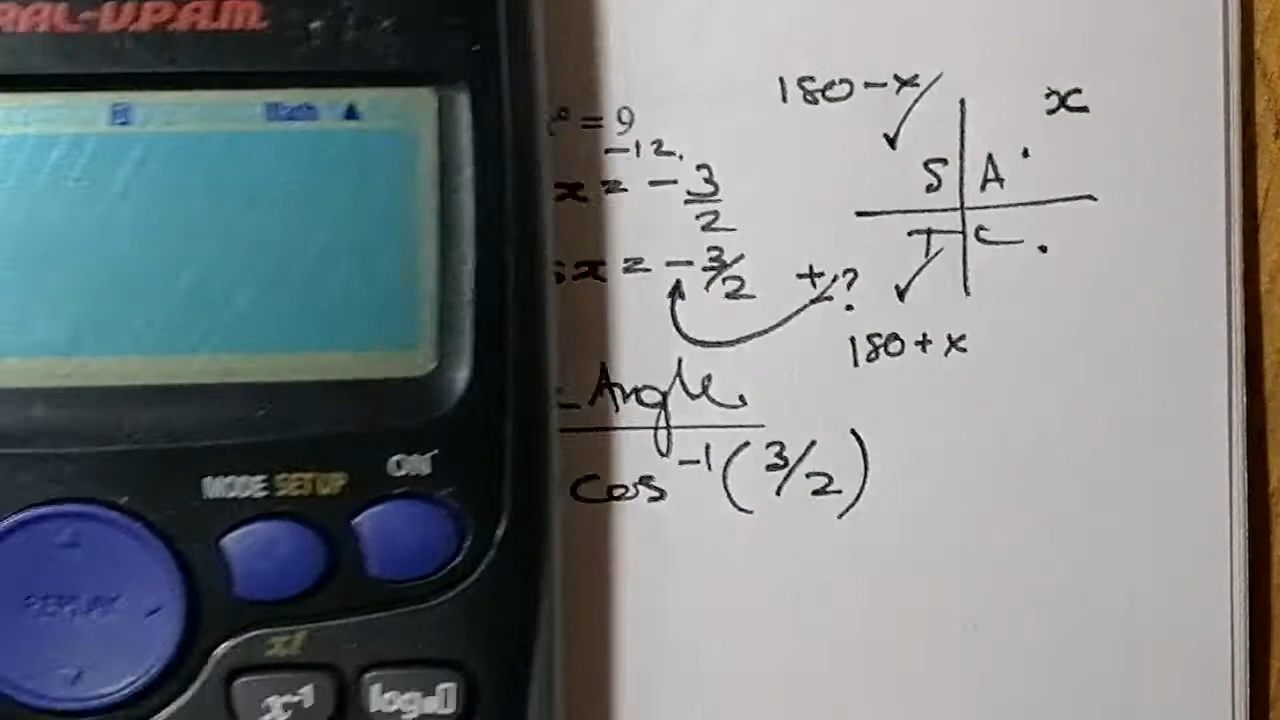 RAL-V.P.A.M.
Math ▲
MODE SETUP
ON
REPLAY
x!
x⁻¹
log▪▯
° = 9
-12.
x = - 3/2
sx = - 3/2
+/?
Angle
cos⁻¹(3/2)
180 - x
x
S A
T C
180 + x